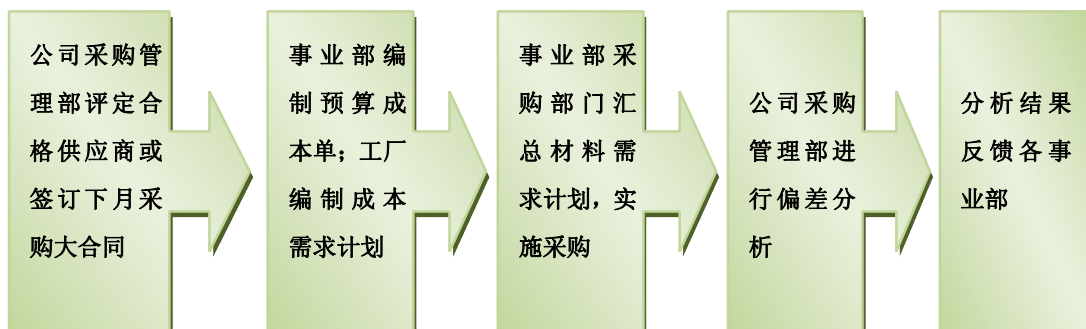 公司采购管
理部评定合
格供应商或
签订下月采
购大合同
事业部编
制预算成
本单；工厂
编制成本
需求计划
事业部采
购部门汇
总材料需
求计划，实
施采购
公司采购
管理部进
行偏差分
析
分析结果
反馈各事
业部